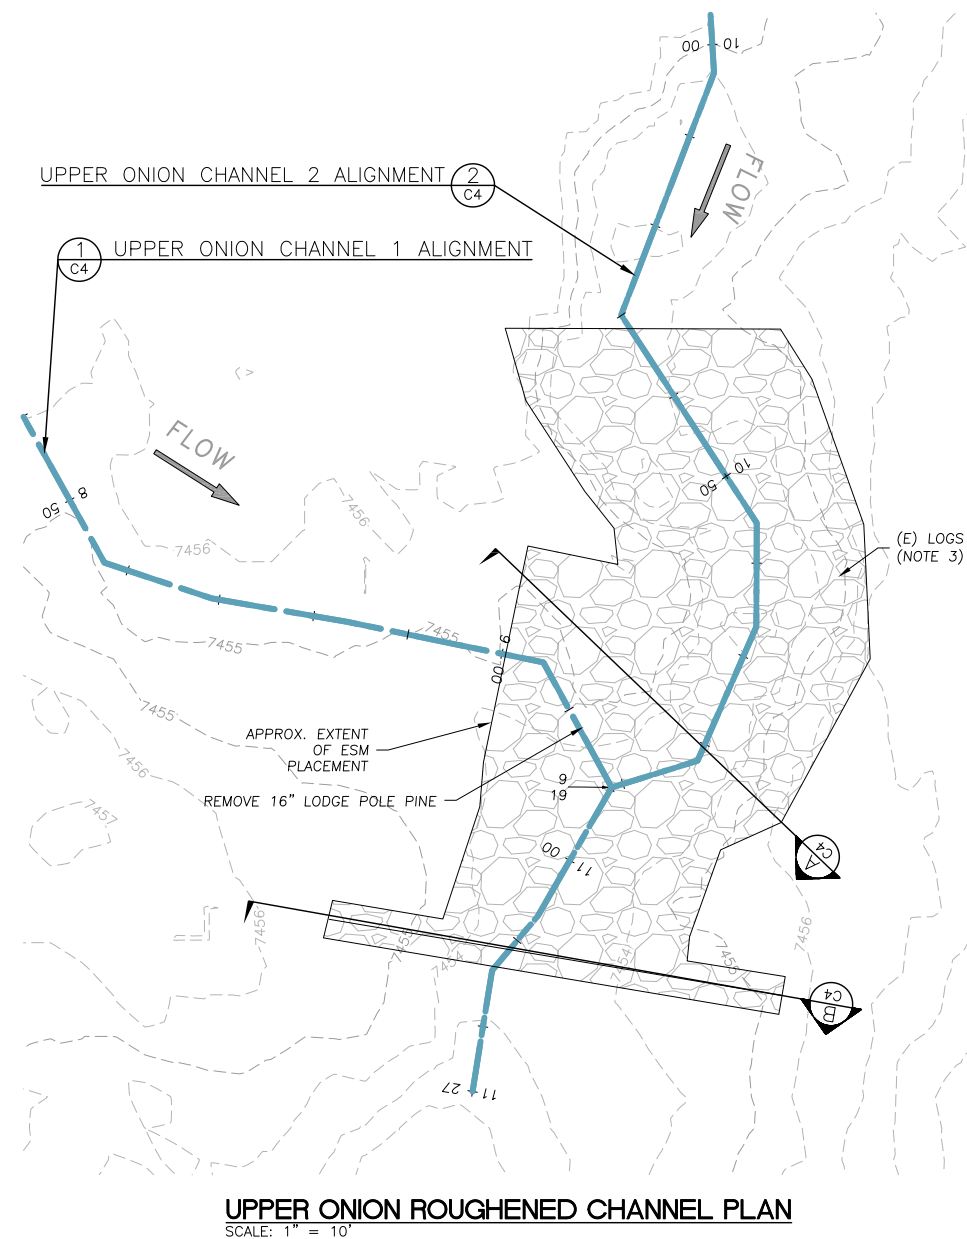 00 10
UPPER ONION CHANNEL 2 ALIGNMENT
2
C4
FLOW
1
C4
UPPER ONION CHANNEL 1 ALIGNMENT
FLOW
10
50
8
50
7456
7456
(E) LOGS
(NOTE 3)
7455
7455
9
00
7455
APPROX. EXTENT
OF ESM
PLACEMENT
7456
REMOVE 16" LODGE POLE PINE
9
19
7457
11
00
A
C4
7456
7455
7454
7454
7455
7456
B
C4
11
27
UPPER ONION ROUGHENED CHANNEL PLAN
SCALE: 1" = 10'